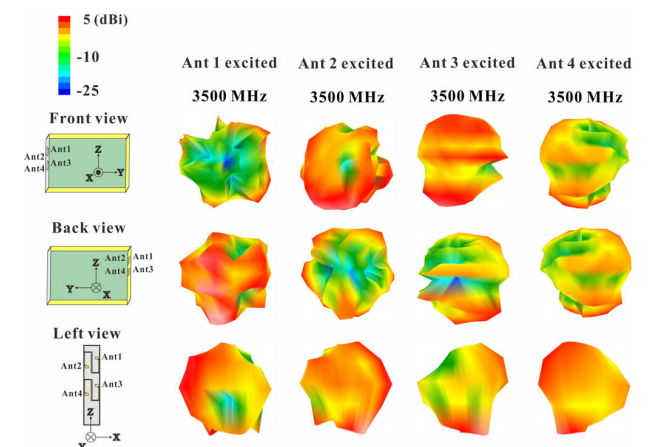 5 (dBi)
-10
-25
Ant 1 excited Ant 2 excited Ant 3 excited Ant 4 excited
3500 MHz 3500 MHz 3500 MHz 3500 MHz
Front view
Ant1
Ant2
Ant3
Ant4
Z
X
Y
Back view
Ant2 Ant1
Z
Ant4 Ant3
Y
X
Left view
Ant1
Ant2
Ant3
Ant4
Z
X
Y